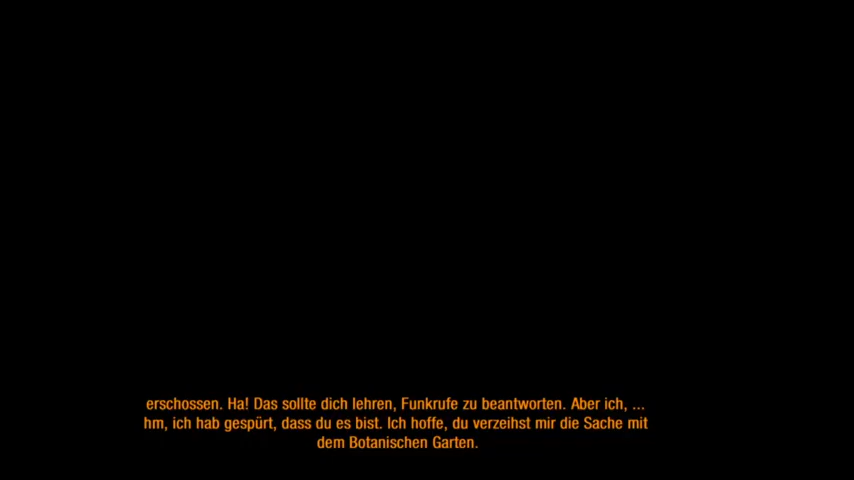 erschossen. Ha! Das sollte dich lehren, Funkrufe zu beantworten. Aber ich, ...
hm, ich hab gespürt, dass du es bist. Ich hoffe, du verzeihst mir die Sache mit
dem Botanischen Garten.